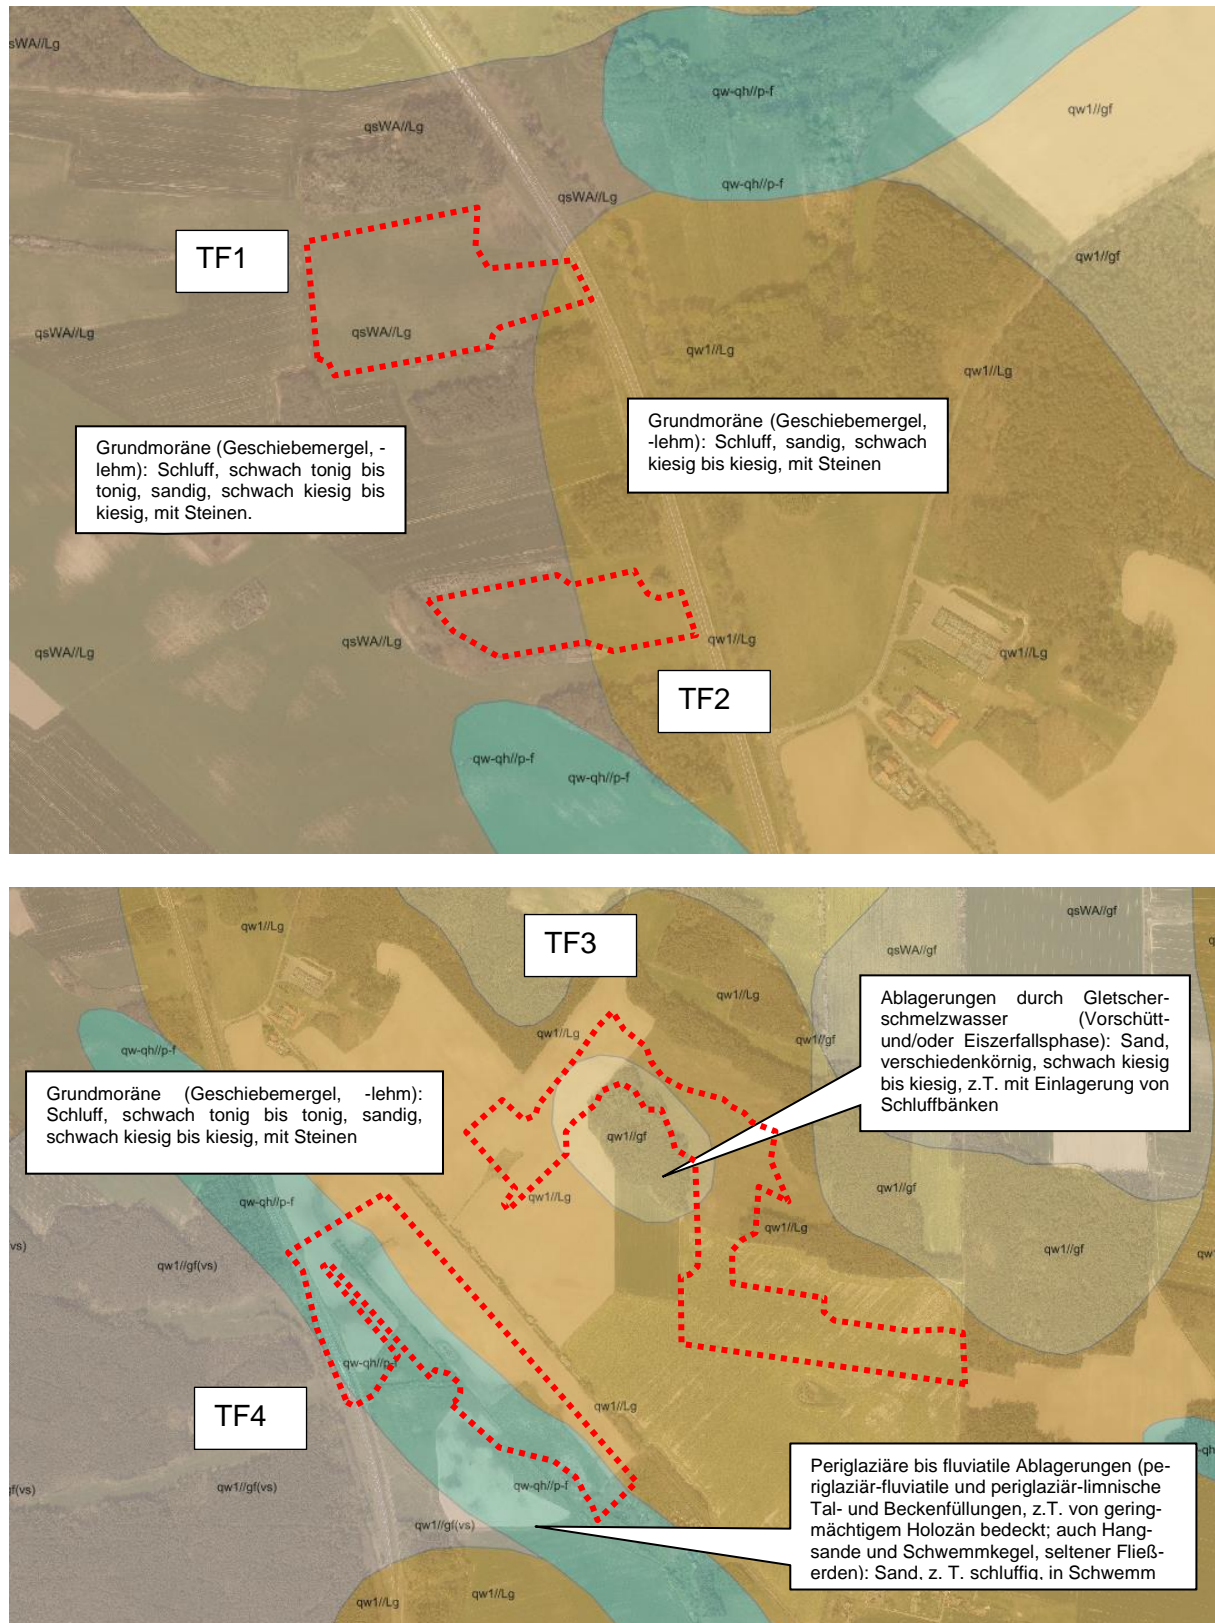 sWA//Lg
qw-qh//p-f
qw1//gf
qsWA//Lg
qw-qh//p-f
qsWA//Lg
TF1
qw1//gf
qsWA//Lg
qsWA//Lg
qw1//Lg
qw1//Lg
Grundmoräne (Geschiebemergel, -
lehm): Schluff, schwach tonig bis
tonig, sandig, schwach kiesig bis
kiesig, mit Steinen.
Grundmoräne (Geschiebemergel,
-lehm): Schluff, sandig, schwach
kiesig bis kiesig, mit Steinen
qsWA//Lg
qsWA//Lg
qw1//Lg
qw1//Lg
TF2
qw-qh//p-f
qw-qh//p-f
qw1//Lg
TF3
qsWA//gf
qsWA//gf
q
qw1//Lg
qw1//Lg
qw1//gf
qw-qh//p-f
Ablagerungen durch Gletscher-
schmelzwasser (Vorschütt-
und/oder Eiszerfallsphase): Sand,
verschiedenkörnig, schwach kiesig
bis kiesig, z.T. mit Einlagerung von
Schluffbänken
Grundmoräne (Geschiebemergel, -lehm):
Schluff, schwach tonig bis tonig, sandig,
schwach kiesig bis kiesig, mit Steinen
qw1//gf
qw1//gf
qw-qh//p-f
qw1//Lg
qw1//Lg
vs)
qw1//gf(vs)
qw1//gf
qw1
qw-qh//p-f
TF4
qw1//Lg
qw-qh
gf(vs)
qw1//gf(vs)
qw-qh//p-f
qw1//gf(vs)
Periglaziäre bis fluviatile Ablagerungen (pe-
riglaziär-fluviatile und periglaziär-limnische
Tal- und Beckenfüllungen, z.T. von gering-
mächtigem Holozän bedeckt; auch Hang-
sande und Schwemmkegel, seltener Fließ-
erden): Sand, z. T. schluffig, in Schwemm
qw1//Lg
qw1//Lg